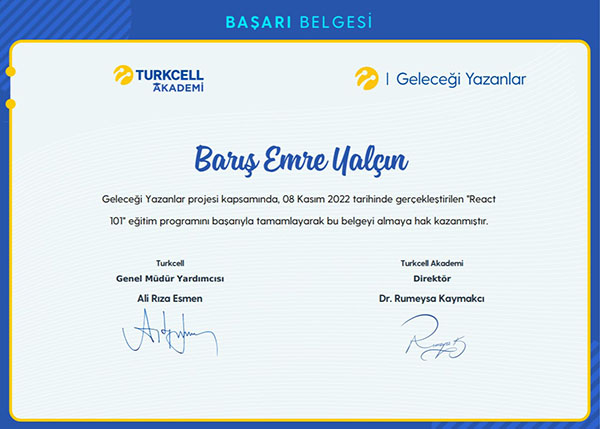 BAŞARI BELGESİ
TURKCELL
AKADEMİ
Geleceği Yazanlar
Barış Emre Yalçın
Geleceği Yazanlar projesi kapsamında, 08 Kasım 2022 tarihinde gerçekleştirilen "React
101" eğitim programını başarıyla tamamlayarak bu belgeyi almaya hak kazanmıştır.
Turkcell
Genel Müdür Yardımcısı
Ali Rıza Esmen
Turkcell Akademi
Direktör
Dr. Rumeysa Kaymakcı